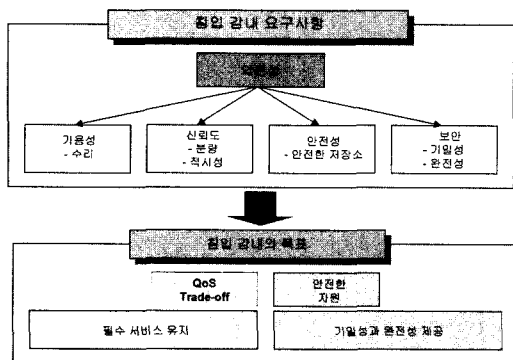 침입 감내 요구사항
가용성
- 수리
신뢰도
- 분량
- 적시성
안전성
- 안전한 저장소
보안
- 기밀성
- 완전성
침입 감내의 목표
QoS
Trade-off
안전한
자원
필수 서비스 유지
기밀성과 완전성 제공